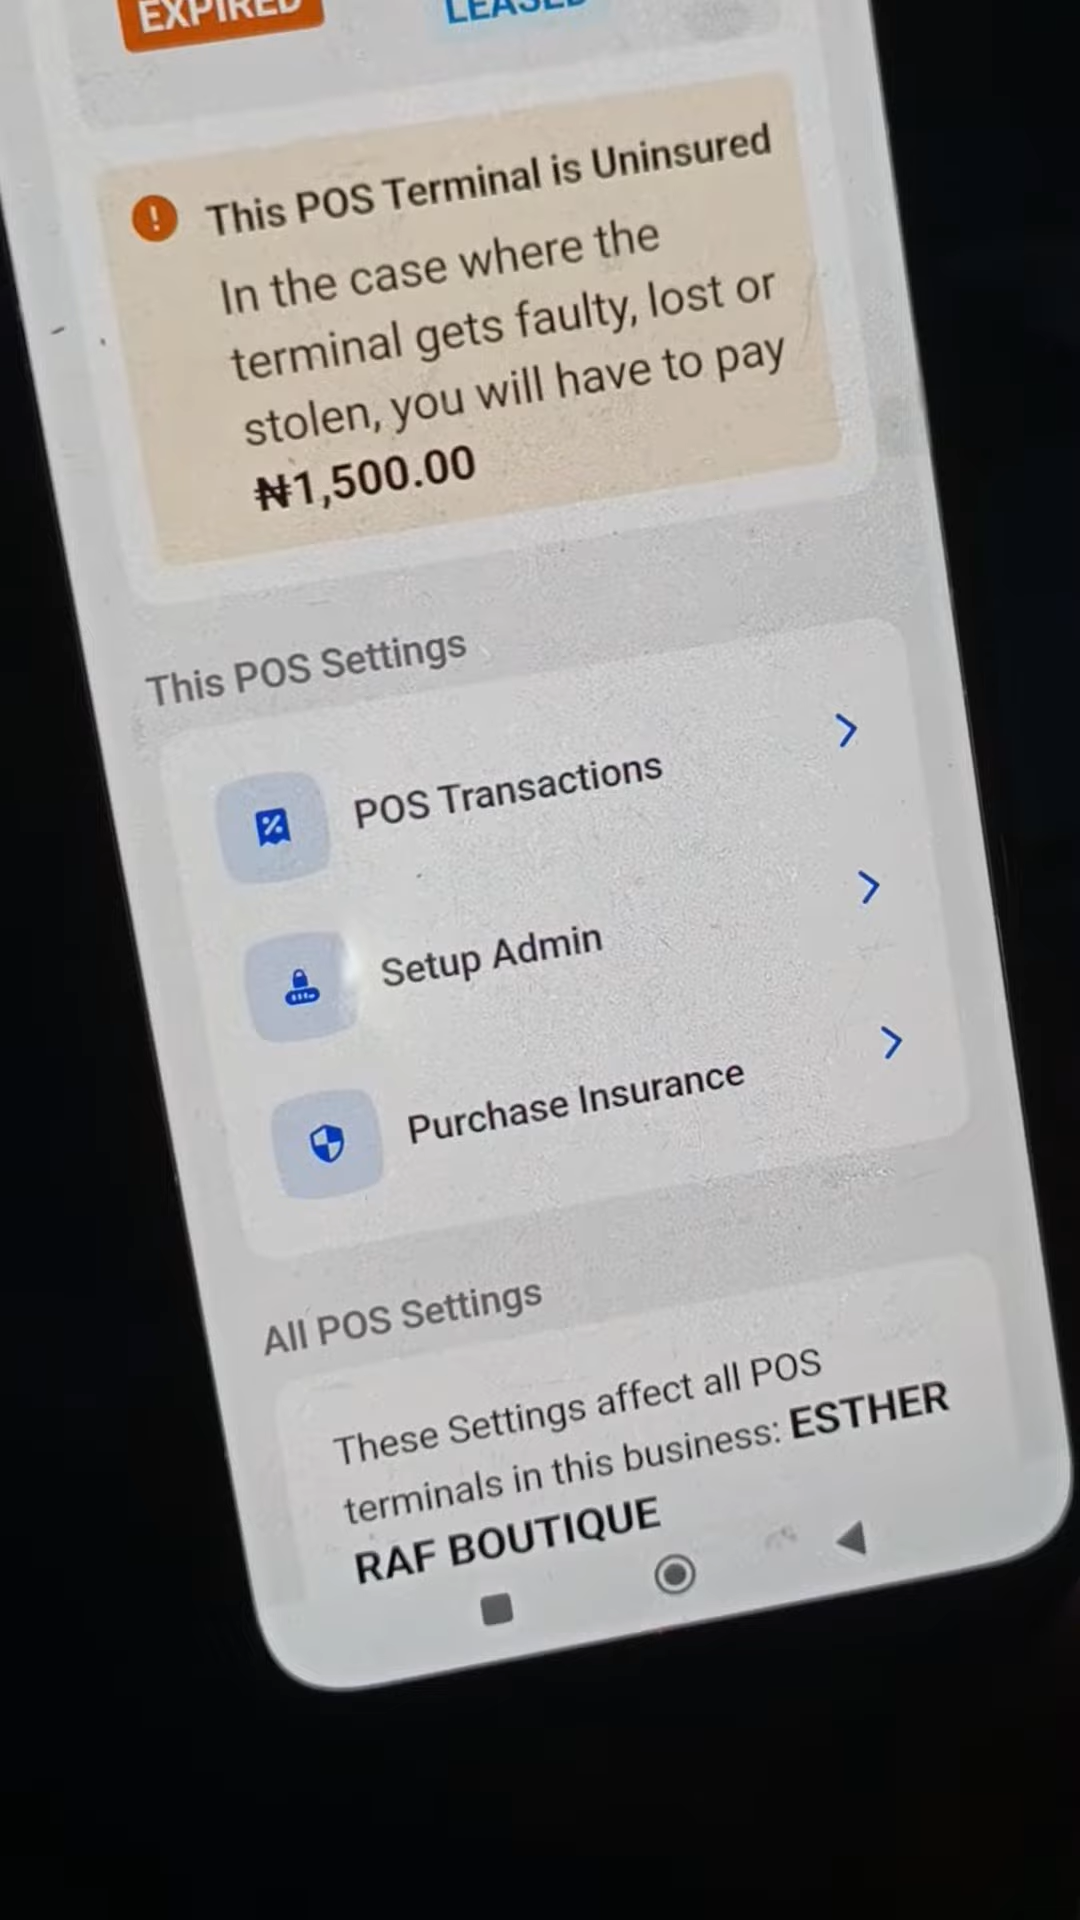 EXPIRED
LEASED
This POS Terminal is Uninsured
In the case where the
terminal gets faulty, lost or
stolen, you will have to pay
₦1,500.00
This POS Settings
POS Transactions
Setup Admin
Purchase Insurance
All POS Settings
These Settings affect all POS
terminals in this business: ESTHER
RAF BOUTIQUE